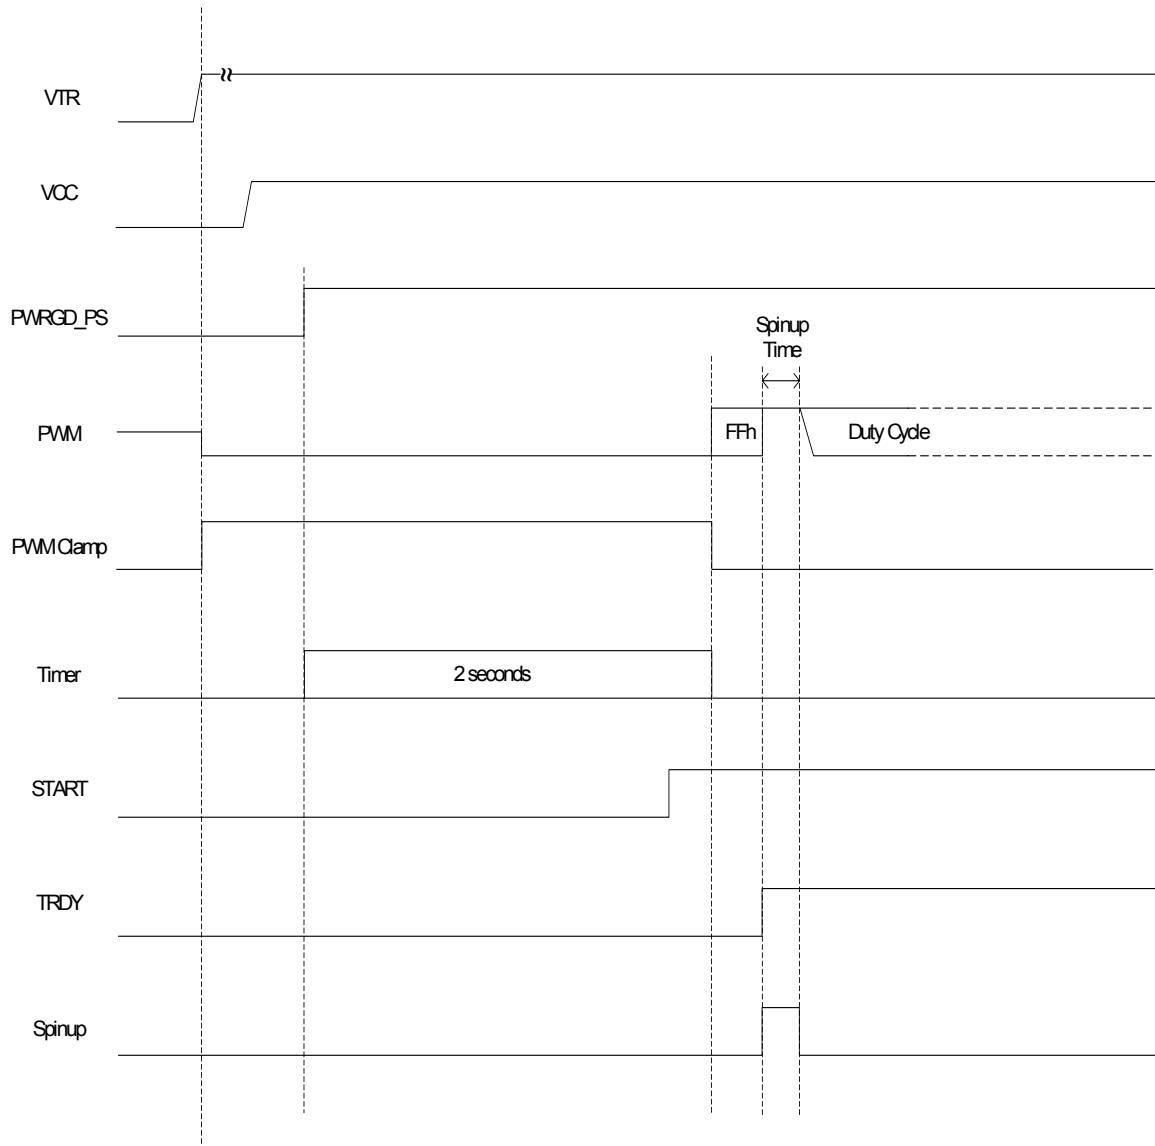 VTR
VCC
PWRGD_PS
Spinup
Time
PWM
FFh
Duty Cycle
PWM Clamp
Timer
2 seconds
START
TRDY
Spinup